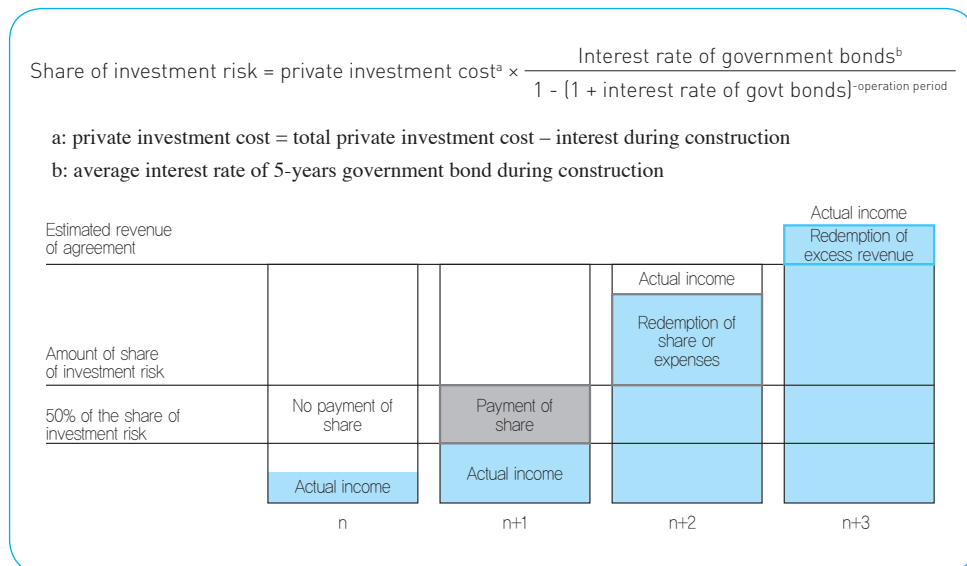 Interest rate of government bondsᵇ
Share of investment risk = private investment costᵃ ×
1 - (1 + interest rate of govt bonds)⁻ᵒᵖᵉʳᵃᵗⁱᵒⁿ ᵖᵉʳⁱᵒᵈ
a: private investment cost = total private investment cost – interest during construction
b: average interest rate of 5-years government bond during construction
Actual income
Estimated revenue
of agreement
Redemption of
excess revenue
Actual income
Redemption of
share or
expenses
Amount of share
of investment risk
50% of the share of
investment risk
No payment of
share
Payment of
share
Actual income
Actual income
n
n+1
n+2
n+3